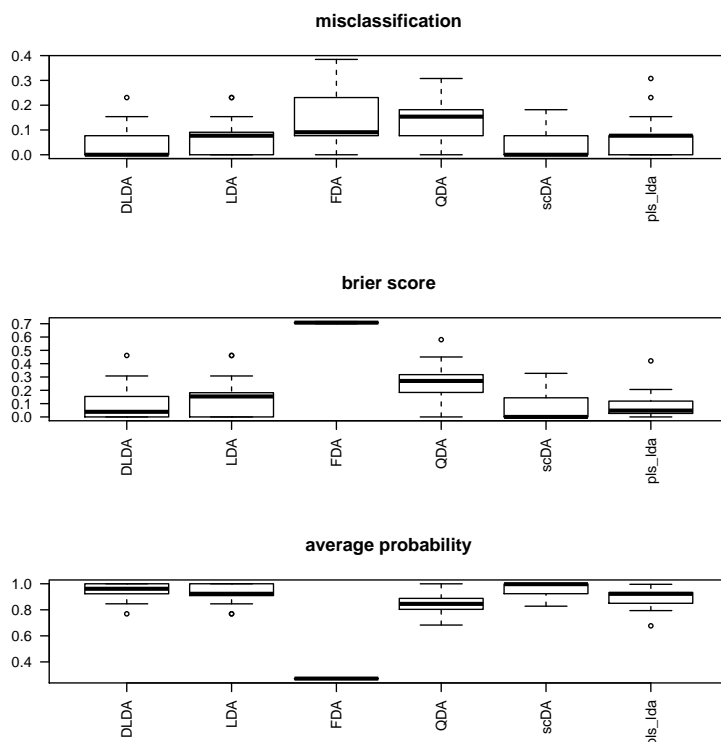 misclassification
0.4
0.3
0.2
0.1
0.0
DLDA
LDA
FDA
QDA
scDA
pls_lda
brier score
0.7
0.6
0.5
0.4
0.3
0.2
0.1
0.0
DLDA
LDA
FDA
QDA
scDA
pls_lda
average probability
1.0
0.8
0.6
0.4
DLDA
LDA
FDA
QDA
scDA
pls_lda